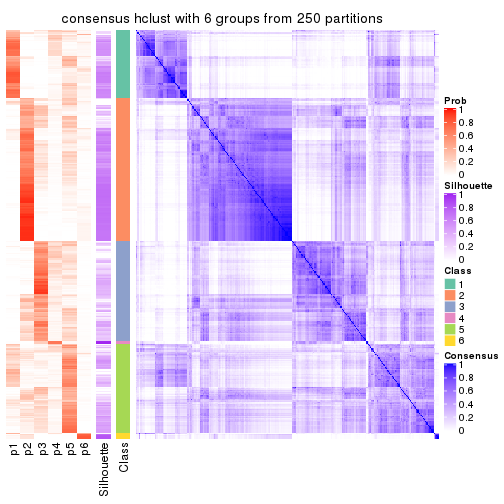 consensus hclust with 6 groups from 250 partitions
Prob
1
0.8
0.6
0.4
0.2
0
Silhouette
1
0.8
0.6
0.4
0.2
0
Class
1
2
3
4
5
6
Consensus
1
0.8
0.6
0.4
0.2
0
p1
p2
p3
p4
p5
p6
Silhouette
Class